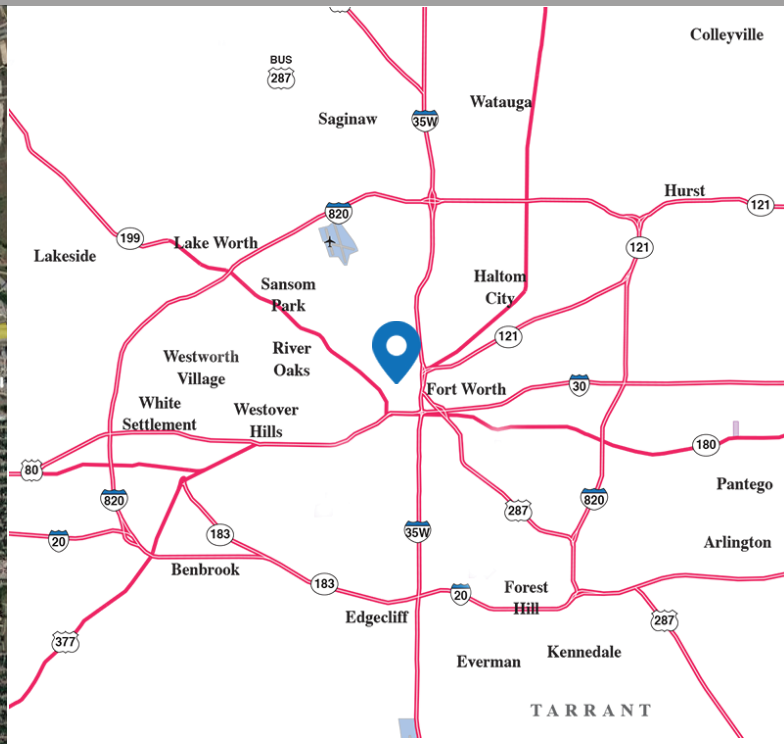 Colleyville
BUS
287
Watauga
Saginaw
35W
Hurst
121
820
199
121
Lake Worth
Lakeside
Haltom
City
Sansom
Park
121
River
Oaks
Westworth
Village
30
Fort Worth
White
Settlement
Westover
Hills
180
80
Pantego
820
820
287
35W
183
20
Arlington
Benbrook
183
20
Forest
Hill
Edgecliff
287
377
Kennedale
Everman
TARRANT